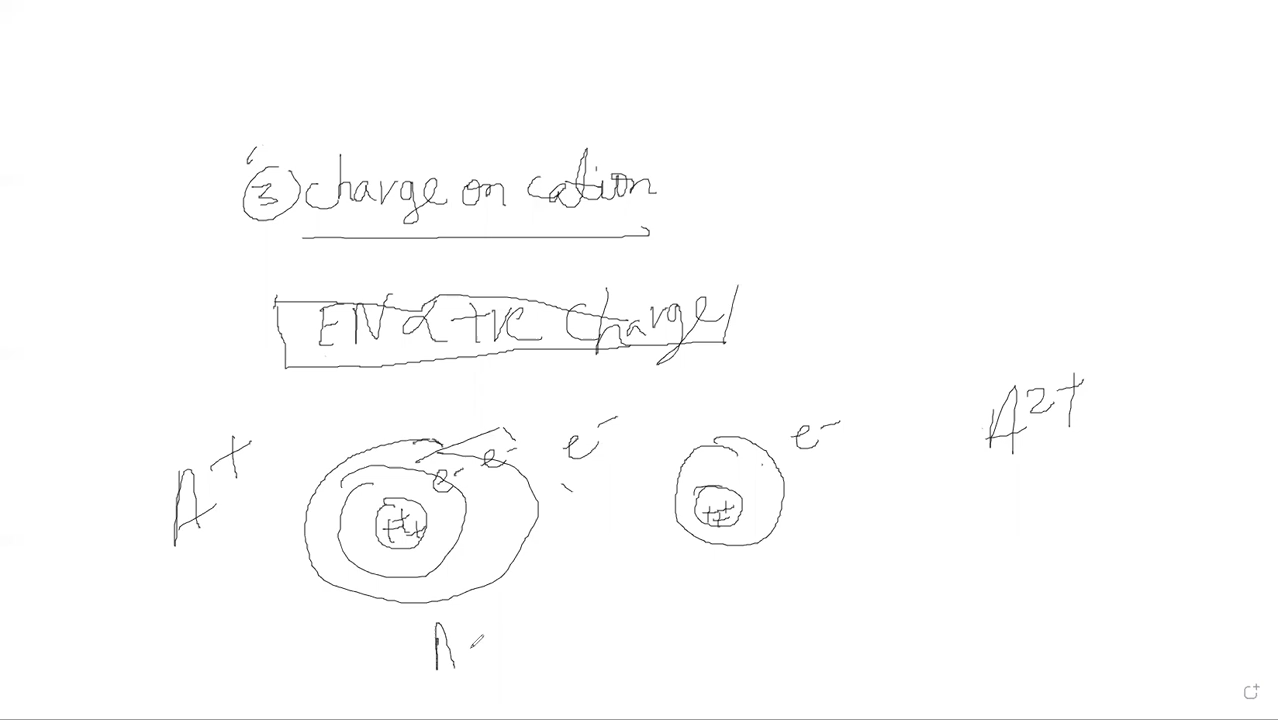 ③ charge on cation
EN ∝ +ve charge
A²⁺
e⁻ e⁻
A⁺ e⁻ e⁻
+++ +++
A